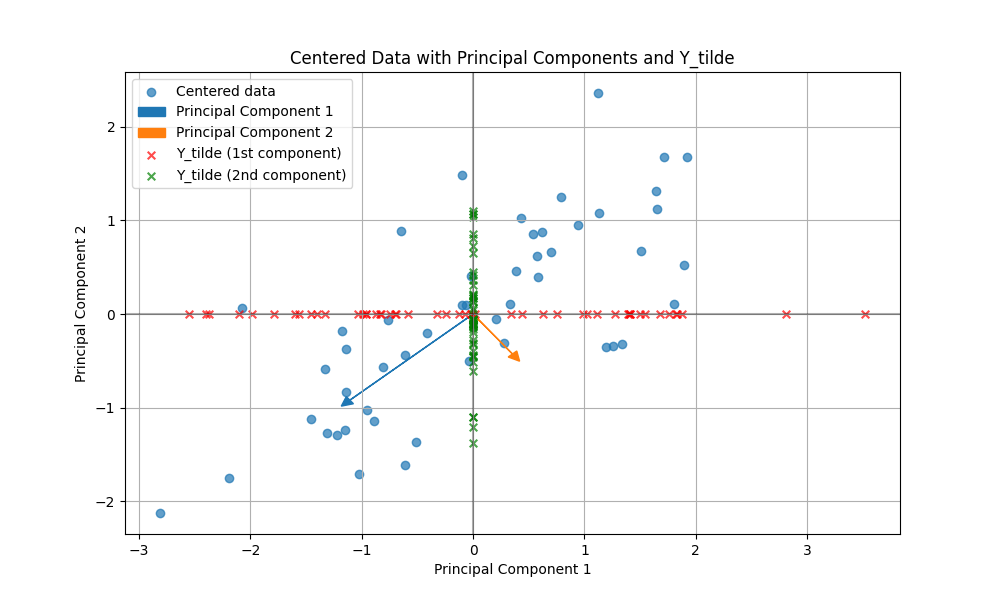 Centered Data with Principal Components and Y_tilde
Centered data
Principal Component 1
Principal Component 2
Y_tilde (1st component)
Y_tilde (2nd component)
Principal Component 2
2
1
0
−1
−2
−3
−2
−1
0
1
2
3
Principal Component 1